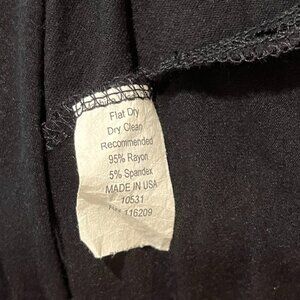 Flat Dry
Dry Clean
Recommended
95% Rayon
5% Spandex
MADE IN USA
10531
116209